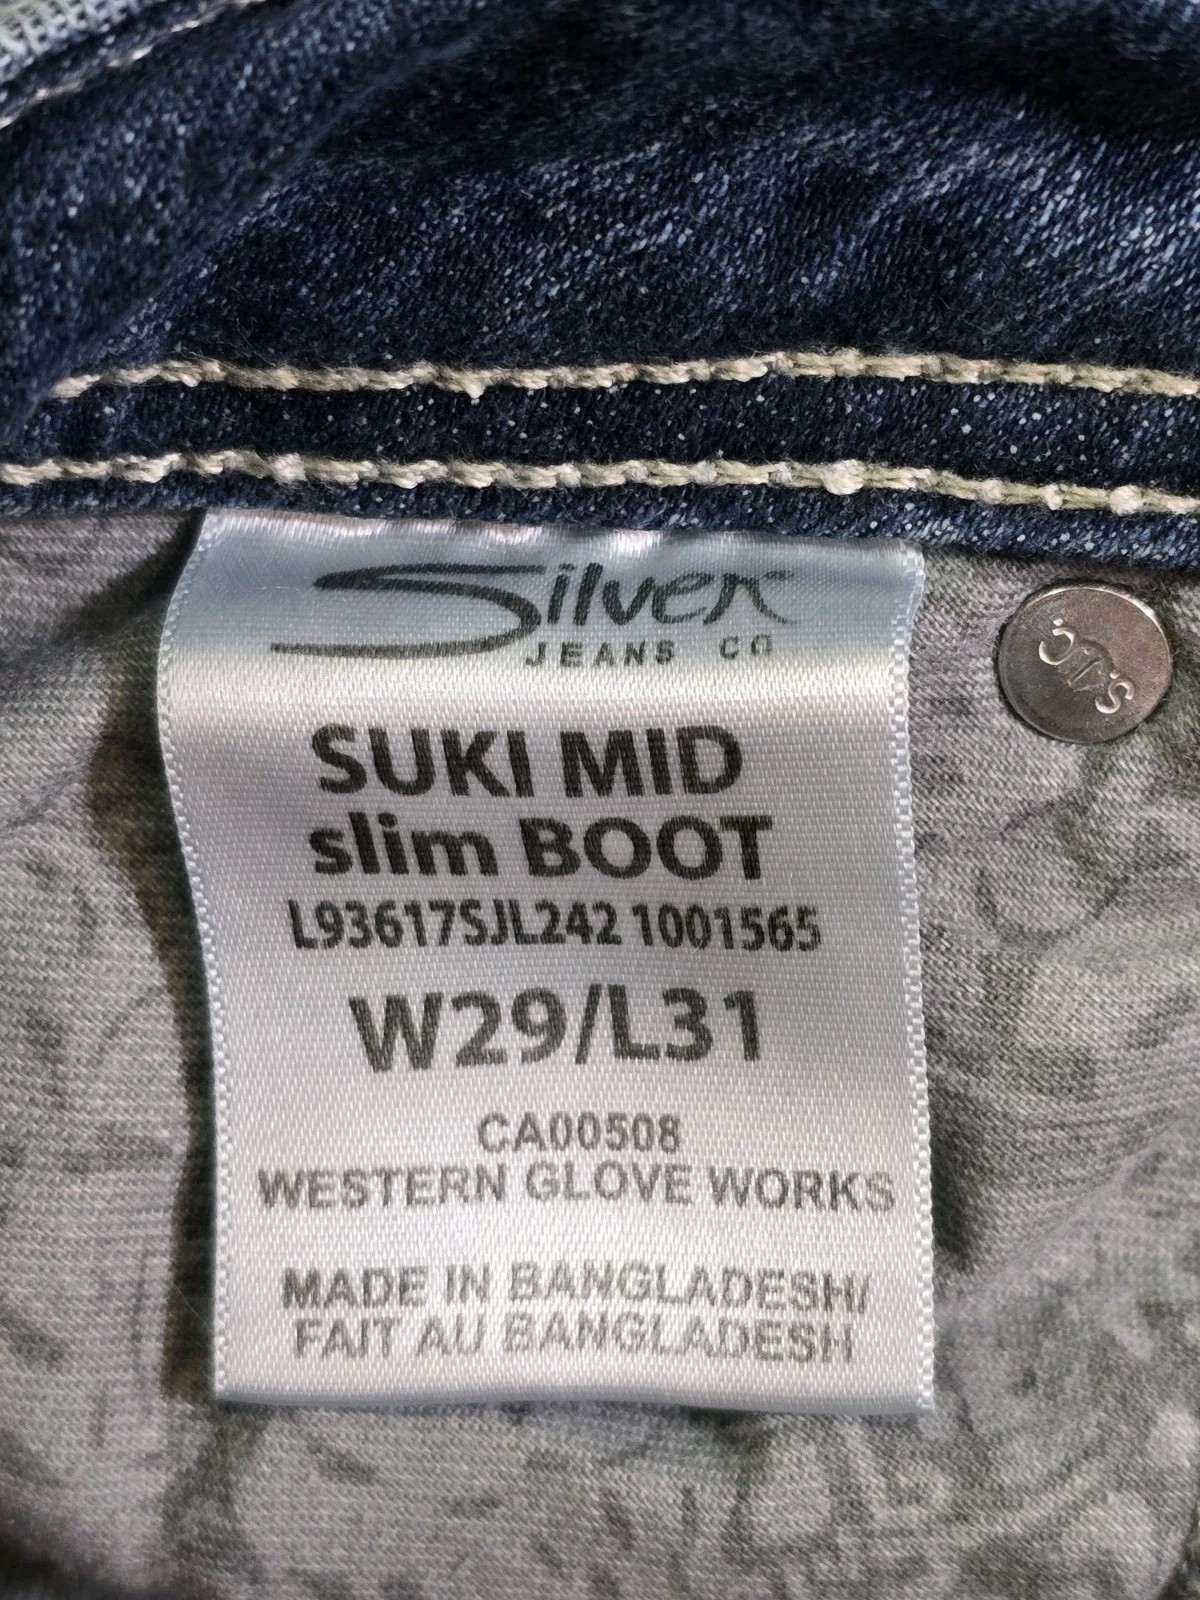 Silver
JEANS CO
SUKI MID
slim BOOT
L93617SJL242 1001565
W29/L31
CA00508
WESTERN GLOVE WORKS
MADE IN BANGLADESH/
FAIT AU BANGLADESH